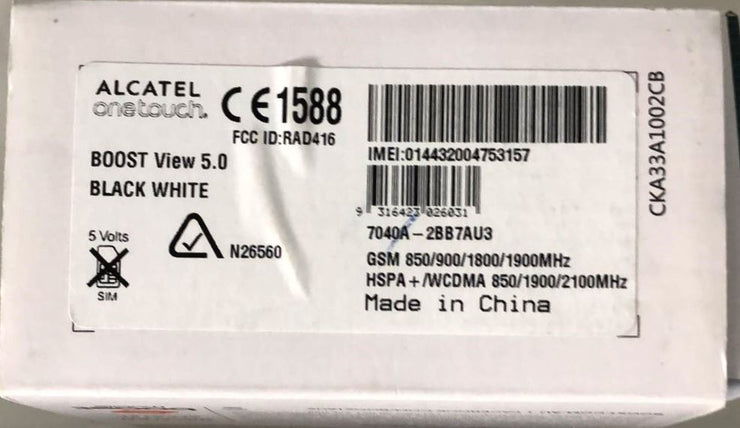 ALCATEL
onetouch.
CE1588
FCC ID:RAD416
BOOST View 5.0
BLACK WHITE
5 Volts
SIM
N26560
IMEI:014432004753157
9 316423 026031
7040A-2BB7AU3
GSM 850/900/1800/1900MHz
HSPA+/WCDMA 850/1900/2100MHz
Made in China
CKA33A1002CB